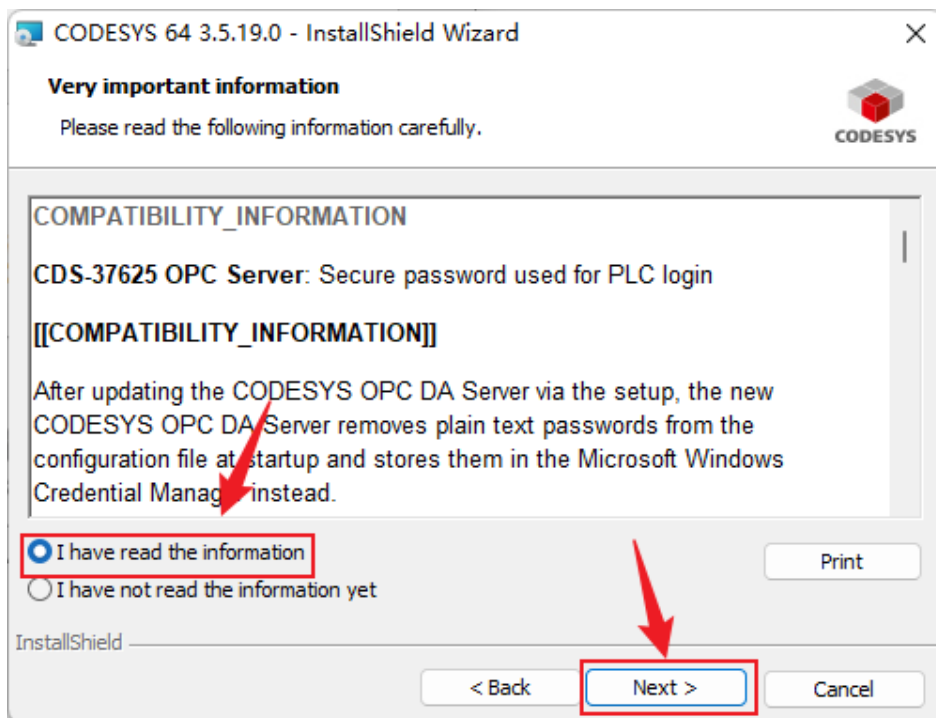 CODESYS 64 3.5.19.0 - InstallShield Wizard
Very important information
Please read the following information carefully.
CODESYS
COMPATIBILITY_INFORMATION
CDS-37625 OPC Server: Secure password used for PLC login
[[COMPATIBILITY_INFORMATION]]
After updating the CODESYS OPC DA Server via the setup, the new
CODESYS OPC DA Server removes plain text passwords from the
configuration file at startup and stores them in the Microsoft Windows
Credential Manager instead.
I have read the information
Print
I have not read the information yet
InstallShield
< Back
Next >
Cancel